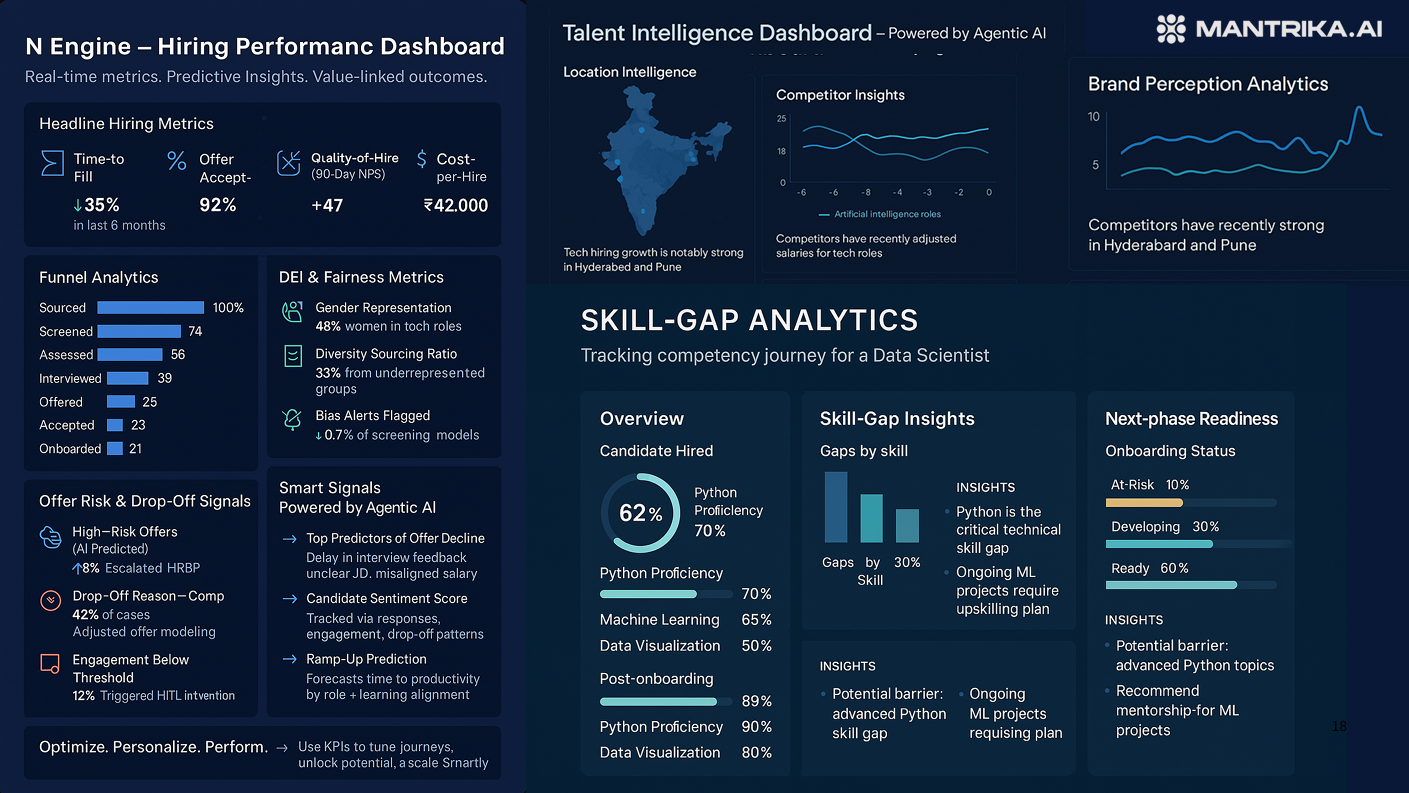 N Engine – Hiring Performanc Dashboard
Real-time metrics. Predictive Insights. Value-linked outcomes.
Headline Hiring Metrics
Time-to
Fill
↓35%
in last 6 months
Offer
Accept-
92%
Quality-of-Hire
(90-Day NPS)
+47
Cost-
per-Hire
₹42.000
Funnel Analytics
Sourced 100%
Screened 74
Assessed 56
Interviewed 39
Offered 25
Accepted 23
Onboarded 21
DEI & Fairness Metrics
Gender Representation
48% women in toch roles
Diversity Sourcing Ratio
33% from underrepresented
groups
Bias Alerts Flagged
↓ 0.7% of screening models
Offer Risk & Drop-Off Signals
High–Risk Offers
(AI Predicted)
↑8% Escalated HRBP
Drop-Off Reason–Comp
42% of cases
Adjusted offer modeling
Engagement Below
Threshold
12% Triggered HITL intvention
Smart Signals
Powered by Agentic AI
→ Top Predictors of Offer Decline
Delay in interview feedback
unclear JD. misaligned salary
→ Candidate Sentiment Score
Tracked via responses,
engagement, drop-off patterns
→ Ramp-Up Prediction
Forecasts time to productivity
by role + learning alignment
Optimize. Personalize. Perform. → Use KPIs to tune journeys,
unlock potential, a scale Srnartly
Talent Intelligence Dashboard – Powered by Agentic AI
MANTRIKA.AI
Location Intelligence
Tech hiring growth is notably strong
in Hyderabed and Pune
Competitor Insights
25
18
0
-6 -6 -8 -4 -3 -2 0
Artificial intelligence roles
Competitors have recently adjusted
salaries for tech roles
Brand Perception Analytics
10
5
Competitors have recently strong
in Hyderabard and Pune
SKILL-GAP ANALYTICS
Tracking competency journey for a Data Scientist
Overview
Candidate Hired
62%
Python
Proficiency
70%
Python Proficiency
70%
Machine Learning 65%
Data Visualization 50%
Post-onboarding
89%
Python Proficiency 90%
Data Visualization 80%
Skill-Gap Insights
Gaps by skill
Gaps by 30%
Skill
INSIGHTS
• Python is the
critical technical
skill gap
• Ongoing ML
projects require
upskilling plan
INSIGHTS
• Potential barrier:
advanced Python
skill gap
• Ongoing
ML projects
requising plan
Next-phase Readiness
Onboarding Status
At-Risk 10%
Developing 30%
Ready 60%
INSIGHTS
• Potential barrier:
advanced Python topics
• Recommend
mentorship-for ML
projects
18